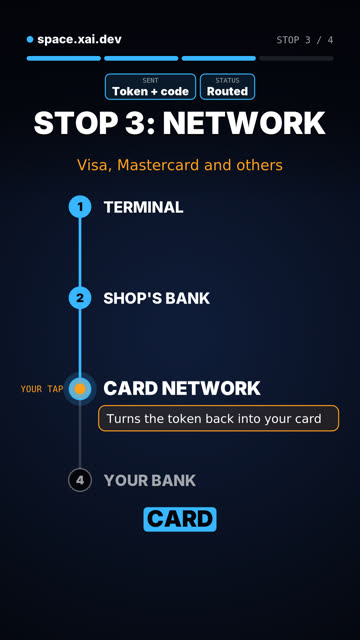 space.xai.dev
STOP 3 / 4
SENT
Token + code
STATUS
Routed
STOP 3: NETWORK
Visa, Mastercard and others
1 TERMINAL
2 SHOP'S BANK
YOUR TAP CARD NETWORK
Turns the token back into your card
4 YOUR BANK
CARD